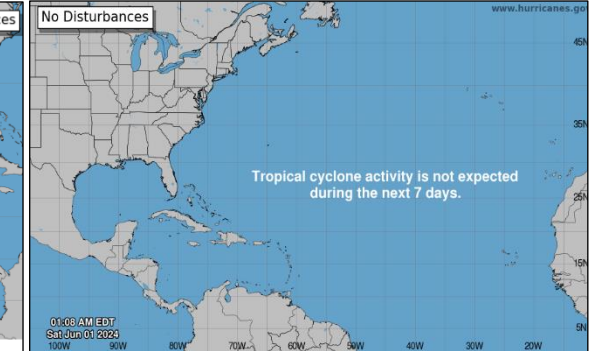 ces
No Disturbances
www.hurricanes.gov
45N
35N
Tropical cyclone activity is not expected
during the next 7 days.
25N
15N
01:08 AM EDT
Sat Jun 01 2024
5N
100W 90W 80W 70W 60W 50W 40W 30W 20W